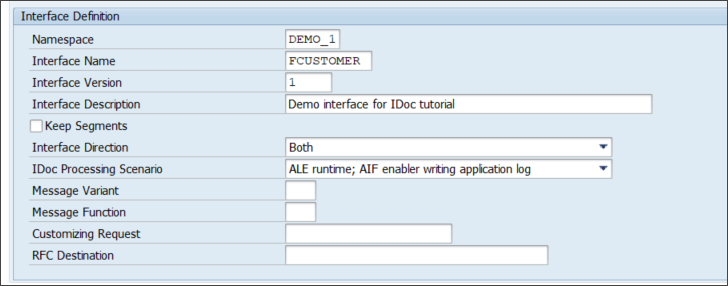 Interface Definition
Namespace DEMO_1
Interface Name FCUSTOMER
Interface Version 1
Interface Description Demo interface for IDoc tutorial
Keep Segments
Interface Direction Both
IDoc Processing Scenario ALE runtime; AIF enabler writing application log
Message Variant
Message Function
Customizing Request
RFC Destination